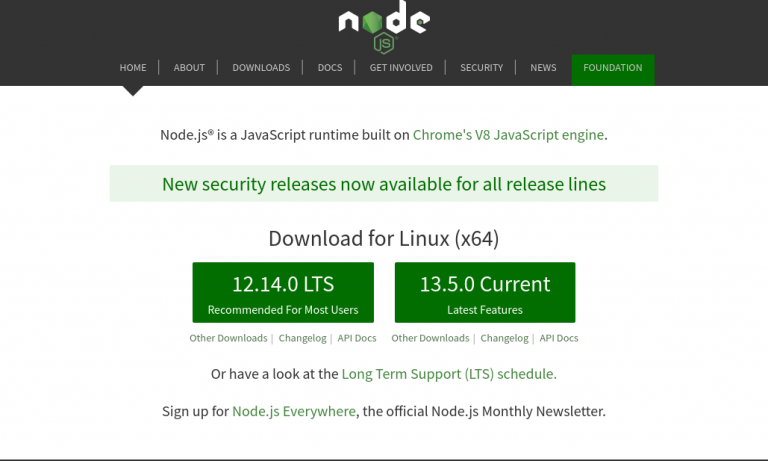 node
JS
HOME | ABOUT | DOWNLOADS | DOCS | GET INVOLVED | SECURITY | NEWS FOUNDATION
Node.js® is a JavaScript runtime built on Chrome's V8 JavaScript engine.
New security releases now available for all release lines
Download for Linux (x64)
12.14.0 LTS
Recommended For Most Users
13.5.0 Current
Latest Features
Other Downloads | Changelog | API Docs
Other Downloads | Changelog | API Docs
Or have a look at the Long Term Support (LTS) schedule.
Sign up for Node.js Everywhere, the official Node.js Monthly Newsletter.